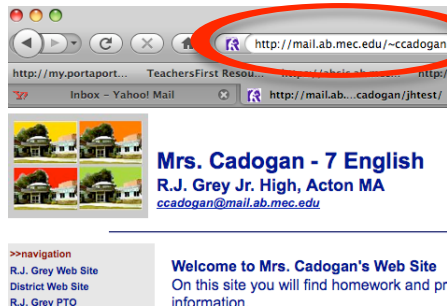 http://mail.ab.mec.edu/~ccadogan
http://my.portaport... TeachersFirst Resou... http://
Inbox – Yahoo! Mail http://mail.ab....cadogan/jhtest/
Mrs. Cadogan - 7 English
R.J. Grey Jr. High, Acton MA
ccadogan@mail.ab.mec.edu
>>navigation
R.J. Grey Web Site
District Web Site
R.J. Grey PTO
Welcome to Mrs. Cadogan's Web Site
On this site you will find homework and
information